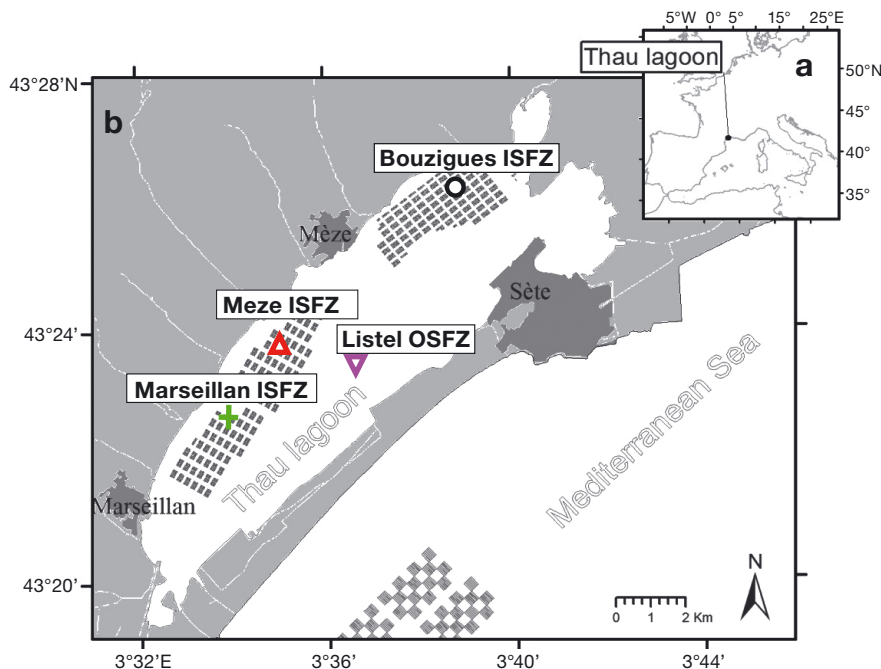 5°W 0° 5° 15° 25°E
Thau lagoon
a
50°N
45°
40°
35°
43°28'N
b
Bouzigues ISFZ
Mèze
Sète
Meze ISFZ
43°24'
Listel OSFZ
Marseillan ISFZ
Thau lagoon
Mediterranean Sea
Marseillan
43°20'
N
0 1 2 Km
3°32'E 3°36' 3°40' 3°44'